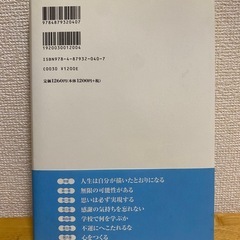 9784879320407
1920030012004
ISBN978-4-87932-040-7
C0030 ¥1200E
定価1260円(本体1200円+税)
人生は自分が描いたとおりになる
無限の可能性がある
思いは必ず実現する
感謝の気持ちを忘れない
学校で何を学ぶか
不運にへこたれるな
心をつくる